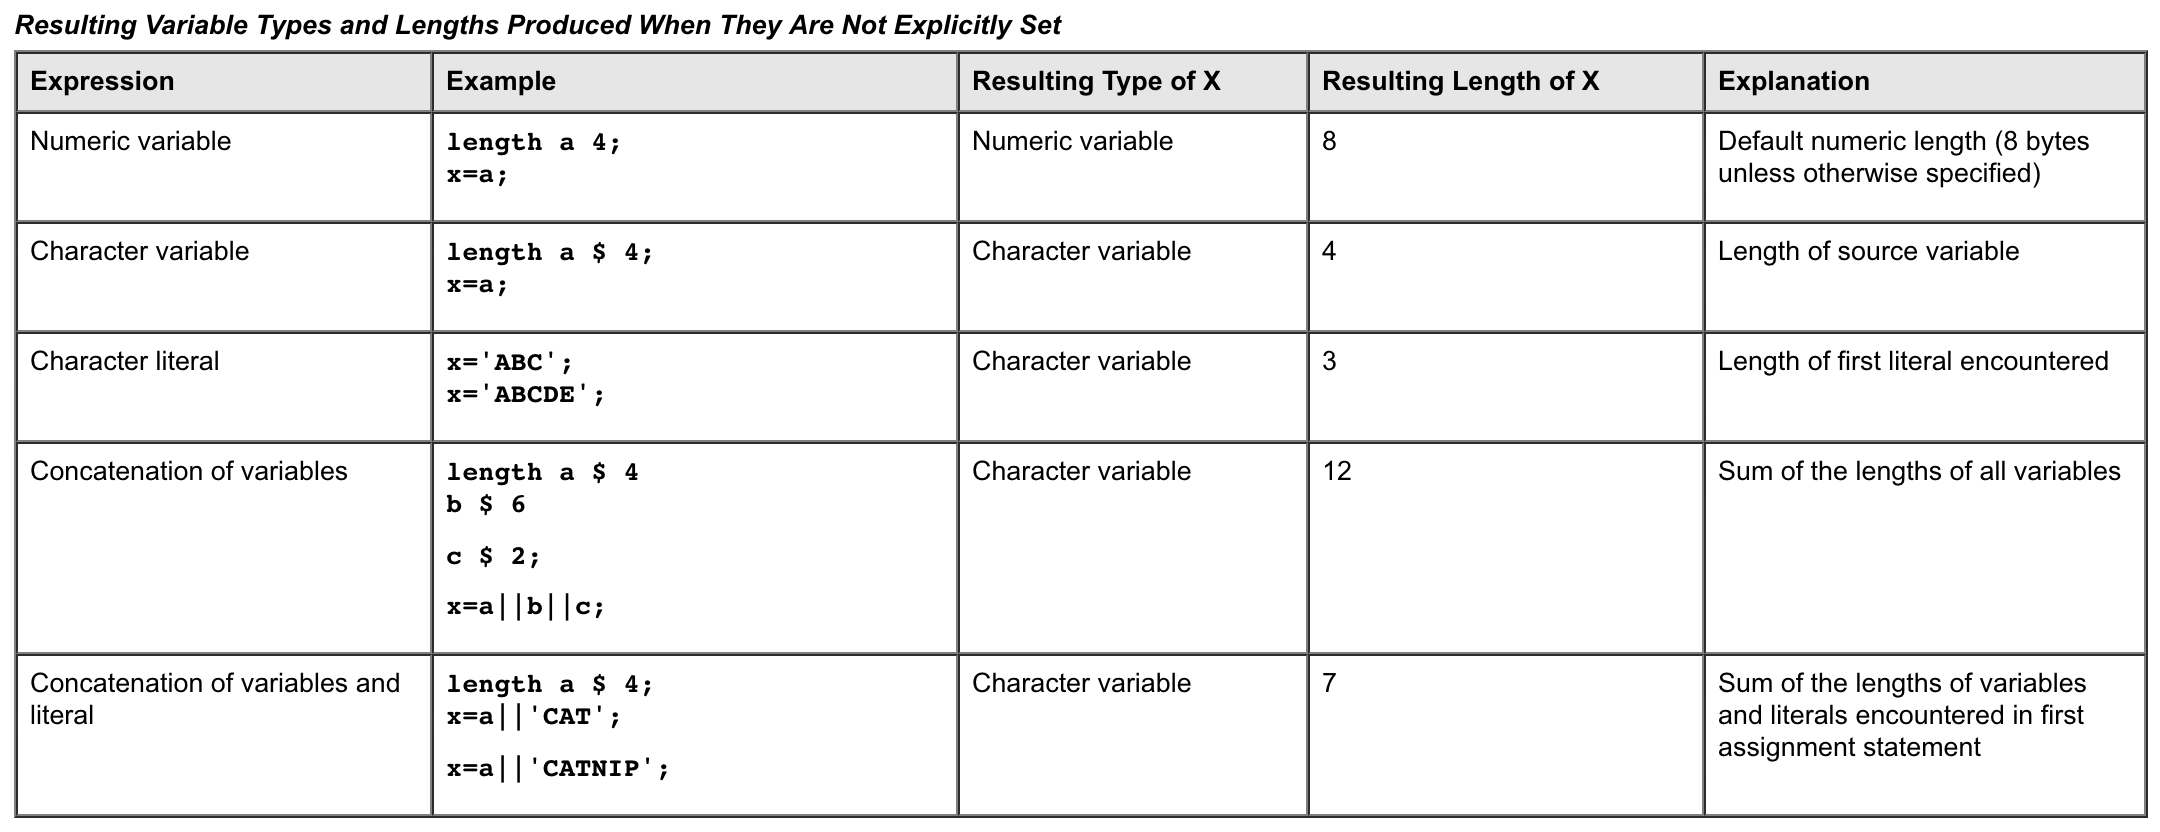 Resulting Variable Types and Lengths Produced When They Are Not Explicitly Set
Expression
Example
Resulting Type of X
Resulting Length of X
Explanation
Numeric variable
length a 4;
x=a;
Numeric variable
8
Default numeric length (8 bytes
unless otherwise specified)
Character variable
length a $ 4;
x=a;
Character variable
4
Length of source variable
Character literal
x='ABC';
x='ABCDE';
Character variable
3
Length of first literal encountered
Concatenation of variables
length a $ 4
b $ 6
c $ 2;
x=a||b||c;
Character variable
12
Sum of the lengths of all variables
Concatenation of variables and
literal
length a $ 4;
x=a||'CAT';
x=a||'CATNIP';
Character variable
7
Sum of the lengths of variables
and literals encountered in first
assignment statement